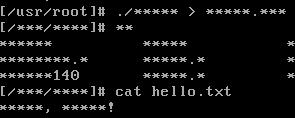 [/usr/root]# ./***** > *****.***
[/***/****]# **
****** ***** *
********.* *****.* *
******140 *****.* *
[/***/****]# cat hello.txt
*****, *****!